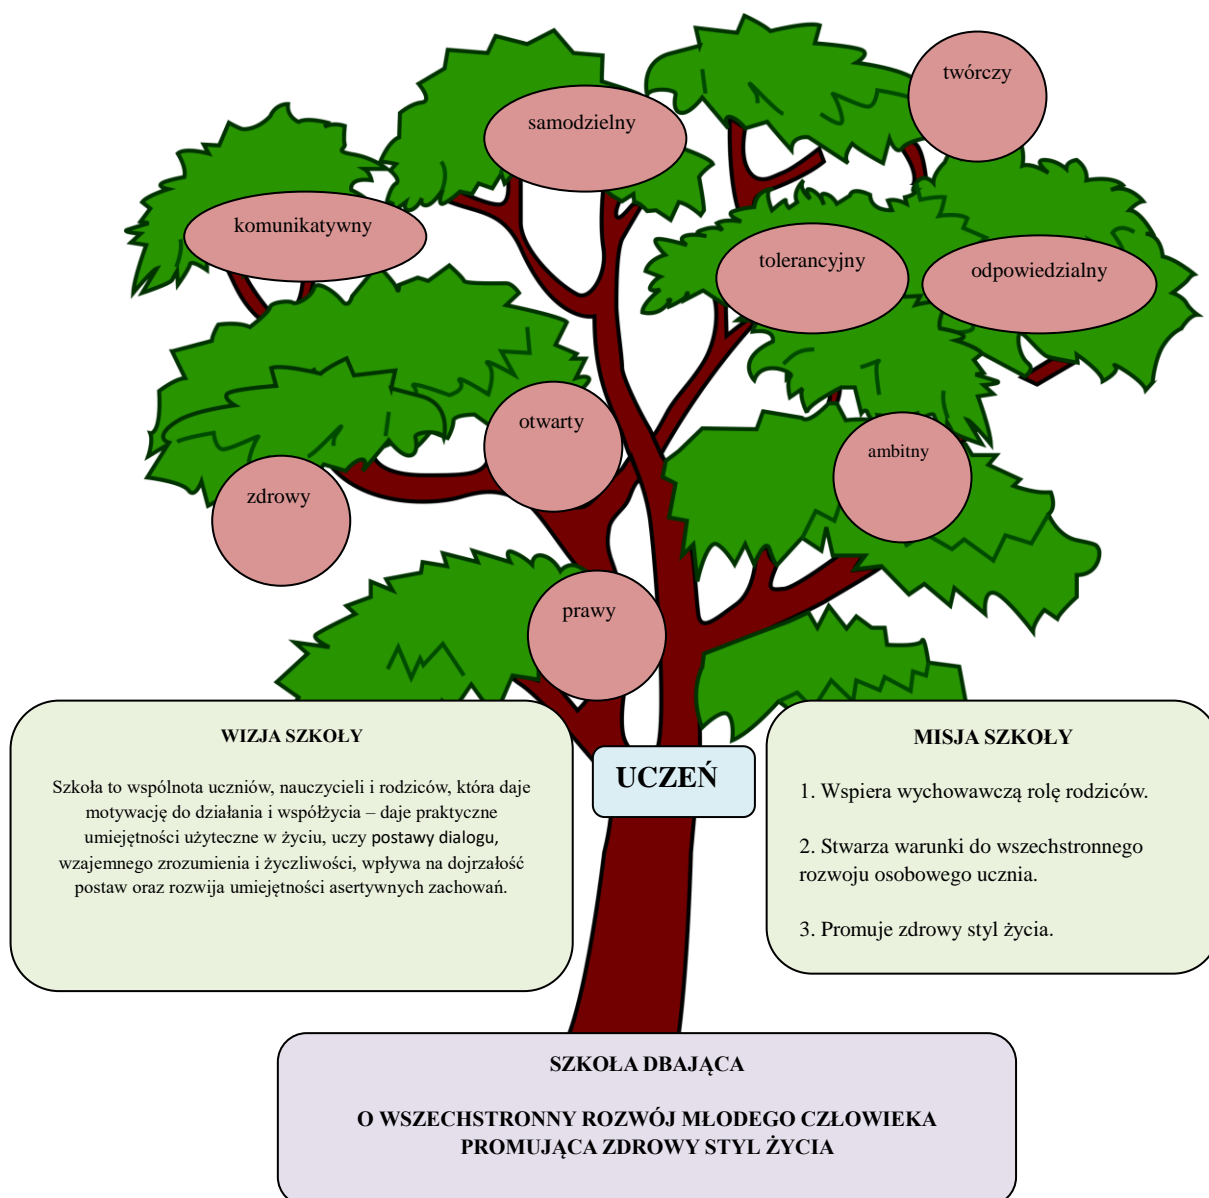 twórczy
samodzielny
komunikatywny
tolerancyjny
odpowiedzialny
otwarty
ambitny
zdrowy
prawy
WIZJA SZKOŁY
Szkoła to wspólnota uczniów, nauczycieli i rodziców, która daje
motywację do działania i współżycia – daje praktyczne
umiejętności użyteczne w życiu, uczy postawy dialogu,
wzajemnego zrozumienia i życzliwości, wpływa na dojrzałość
postaw oraz rozwija umiejętności asertywnych zachowań.
UCZEŃ
MISJA SZKOŁY
1. Wspiera wychowawczą rolę rodziców.
2. Stwarza warunki do wszechstronnego
rozwoju osobowego ucznia.
3. Promuje zdrowy styl życia.
SZKOŁA DBAJĄCA
O WSZECHSTRONNY ROZWÓJ MŁODEGO CZŁOWIEKA
PROMUJĄCA ZDROWY STYL ŻYCIA